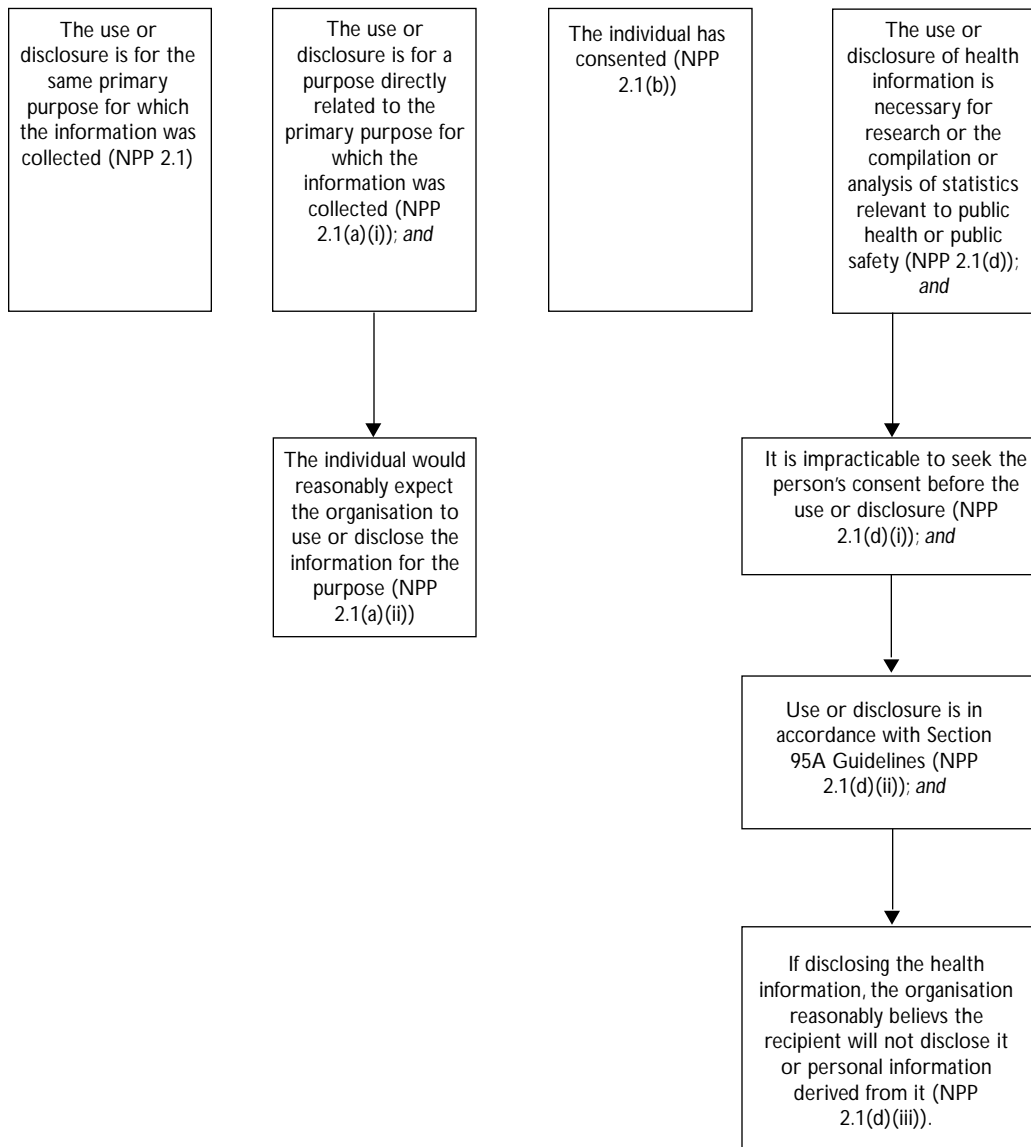 The use or
disclosure is for the
same primary
purpose for which
the information was
collected (NPP 2.1)
The use or
disclosure is for a
purpose directly
related to the
primary purpose for
which the
information was
collected (NPP
2.1(a)(i)); and
The individual has
consented (NPP
2.1(b))
The use or
disclosure of health
information is
necessary for
research or the
compilation or
analysis of statistics
relevant to public
health or public
safety (NPP 2.1(d));
and
The individual would
reasonably expect
the organisation to
use or disclose the
information for the
purpose (NPP
2.1(a)(ii))
It is impracticable to seek the
person's consent before the
use or disclosure (NPP
2.1(d)(i)); and
Use or disclosure is in
accordance with Section
95A Guidelines (NPP
2.1(d)(ii)); and
If disclosing the health
information, the organisation
reasonably believs the
recipient will not disclose it
or personal information
derived from it (NPP
2.1(d)(iii)).